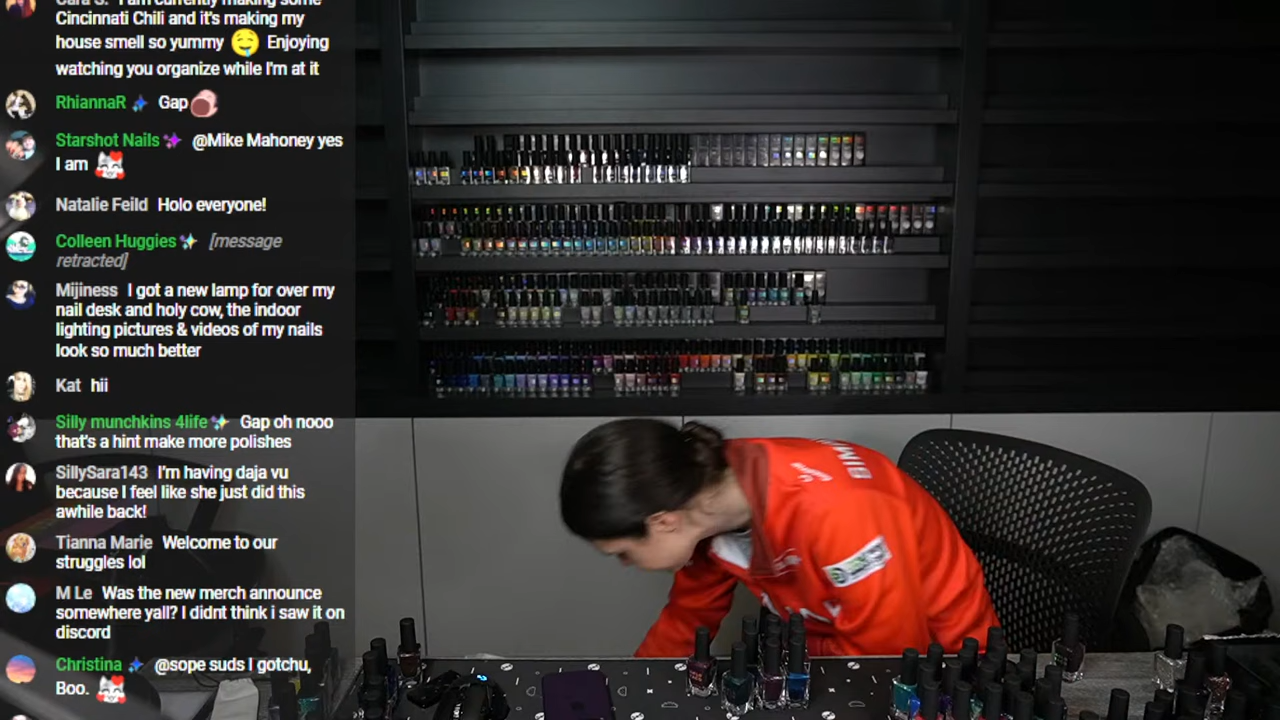 Cincinnati Chili and it's making my
house smell so yummy Enjoying
watching you organize while I'm at it
RhiannaR Gap
Starshot Nails @Mike Mahoney yes
I am
Natalie Feild Holo everyone!
Colleen Huggies [message
retracted]
Mijiness I got a new lamp for over my
nail desk and holy cow, the indoor
lighting pictures & videos of my nails
look so much better
Kat hii
Silly munchkins 4life Gap oh nooo
that's a hint make more polishes
SillySara143 I'm having daja vu
because I feel like she just did this
awhile back!
Tianna Marie Welcome to our
struggles lol
M Le Was the new merch announce
somewhere yall? I didnt think i saw it on
discord
Christina @sope suds I gotchu,
Boo.